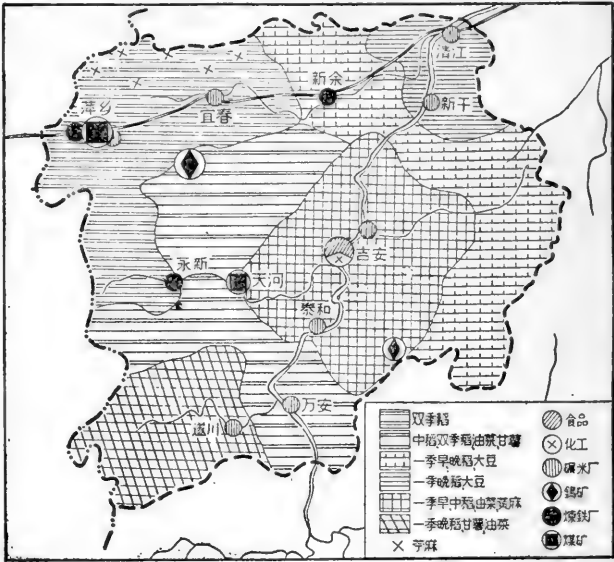 清江
新余
新干
宜春
萍乡
吉安
永新
天河
泰和
万安
遂川
双季稻
中稻双季稻油菜甘薯
一季早晚稻大豆
一季晚稻大豆
一季早中稻油菜荞麻
一季晚稻甘薯油菜
苧麻
食品
化工
碾米厂
鎢矿
煉铁厂
煤矿